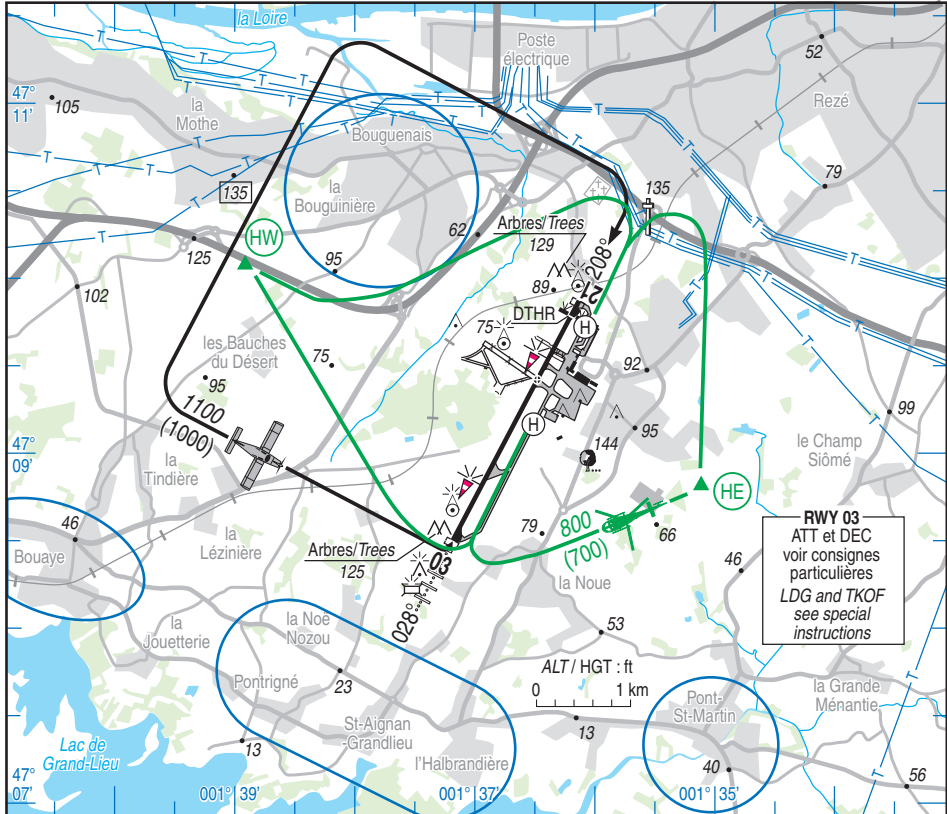 la Loire
Poste
électrique
52
47°
11'
105
la
Mothe
Rezé
Bouguenais
135
la
Bouguinière
79
135
HW
Arbres/Trees
129
62
125
95
208°
102
89
21
DTHR
H
75
les Bauches
du Désert
75
92
95
1100
(1000)
H
95
99
47°
09'
144
le Champ
Siômé
la
Tindière
HE
46
800
(700)
66
79
RWY 03
ATT et DEC
voir consignes
particulières
LDG and TKOF
see special
instructions
Bouaye
la
Lézinière
Arbres/Trees
125
03
la Noue
46
028°
la
Jouetterie
la Noë
Nozou
53
ALT / HGT : ft
0 1 km
Pontrigné
23
Pont-
St-Martin
la Grande
Ménantie
St-Aignan
-Grandlieu
13
13
Lac de
Grand-Lieu
l'Halbrandière
40
56
47°
07'
001° 39'
001° 37'
001° 35'
T T T T T T T T T T T T T